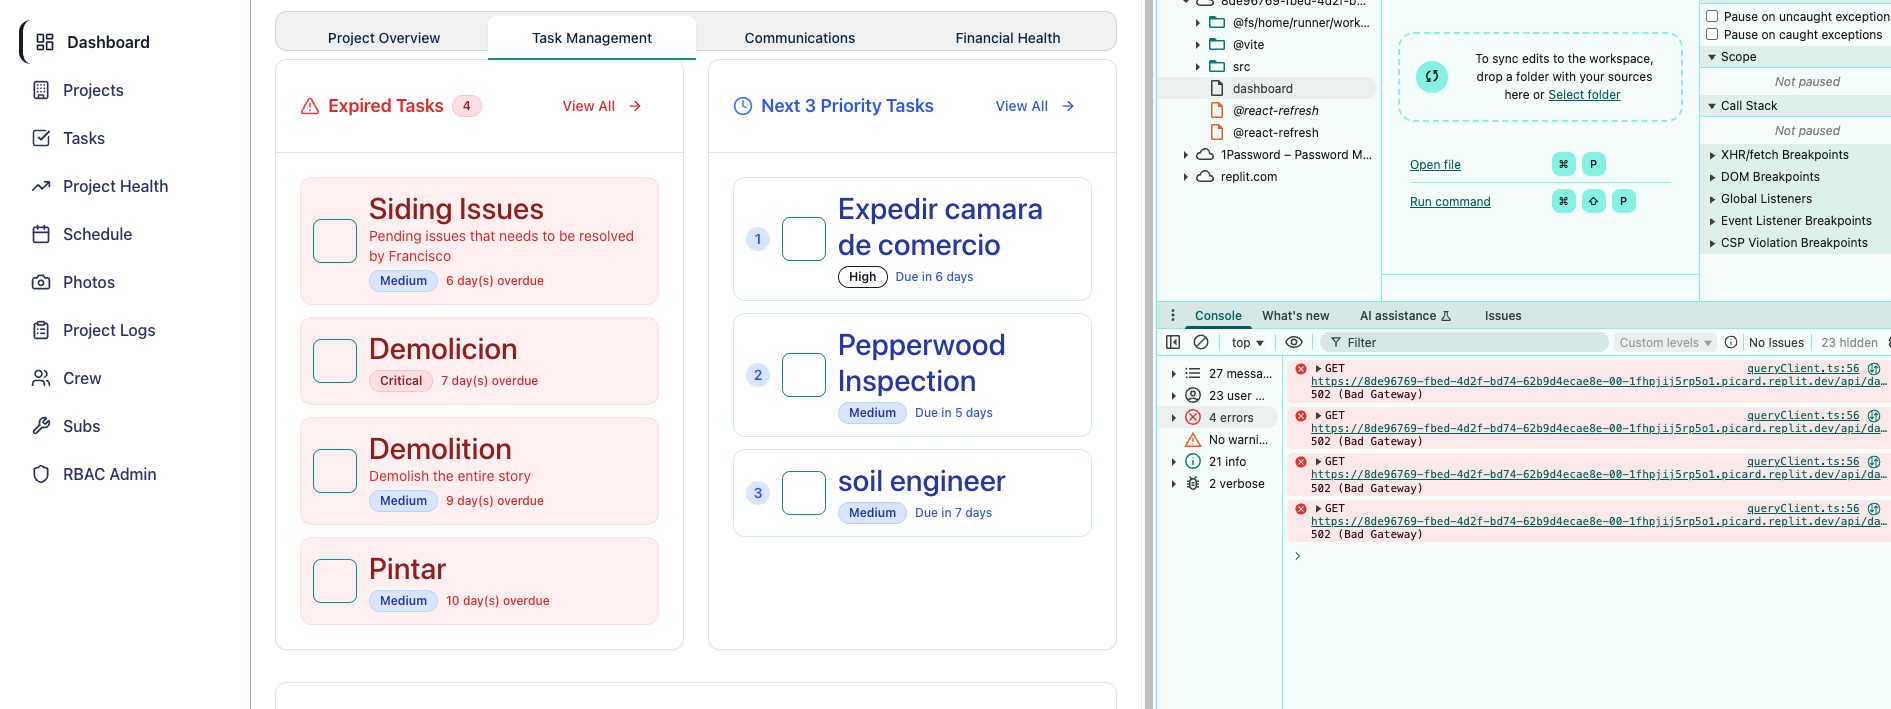 Dashboard
Projects
Tasks
Project Health
Schedule
Photos
Project Logs
Crew
Subs
RBAC Admin
Project Overview
Task Management
Communications
Financial Health
Expired Tasks 4
View All
Siding Issues
Pending issues that needs to be resolved
by Francisco
Medium 6 day(s) overdue
Demolicion
Critical 7 day(s) overdue
Demolition
Demolish the entire story
Medium 9 day(s) overdue
Pintar
Medium 10 day(s) overdue
Next 3 Priority Tasks
View All
1
Expedir camara
de comercio
High Due in 6 days
2
Pepperwood
Inspection
Medium Due in 5 days
3
soil engineer
Medium Due in 7 days
8de96769-fbed-4d2f-b...
@fs/home/runner/work...
@vite
src
dashboard
@react-refresh
@react-refresh
1Password – Password M...
replit.com
To sync edits to the workspace,
drop a folder with your sources
here or Select folder
Open file ⌘ P
Run command ⌘ ⇧ P
Pause on uncaught exception
Pause on caught exceptions
Scope
Not paused
Call Stack
Not paused
XHR/fetch Breakpoints
DOM Breakpoints
Global Listeners
Event Listener Breakpoints
CSP Violation Breakpoints
Console
What's new
AI assistance
Issues
top
Filter
Custom levels
No Issues
23 hidden
27 messa...
23 user ...
4 errors
No warni...
21 info
2 verbose
GET queryClient.ts:56
https://8de96769-fbed-4d2f-bd74-62b9d4ecae8e-00-1fhpjij5rp5o1.picard.replit.dev/api/da…
502 (Bad Gateway)
GET queryClient.ts:56
https://8de96769-fbed-4d2f-bd74-62b9d4ecae8e-00-1fhpjij5rp5o1.picard.replit.dev/api/da…
502 (Bad Gateway)
GET queryClient.ts:56
https://8de96769-fbed-4d2f-bd74-62b9d4ecae8e-00-1fhpjij5rp5o1.picard.replit.dev/api/da…
502 (Bad Gateway)
GET queryClient.ts:56
https://8de96769-fbed-4d2f-bd74-62b9d4ecae8e-00-1fhpjij5rp5o1.picard.replit.dev/api/da…
502 (Bad Gateway)